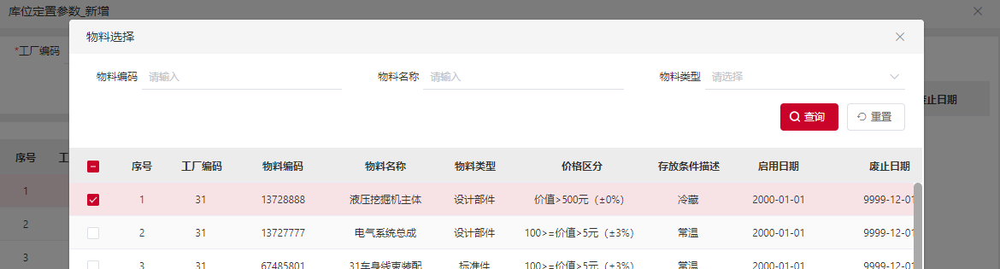 库位定置参数_新增
物料选择
*工厂编码
物料编码 请输入 物料名称 请输入 物料类型 请选择
废止日期
查询 重置
序号 工
序号 工厂编码 物料编码 物料名称 物料类型 价格区分 存放条件描述 启用日期 废止日期
1
1 31 13728888 液压挖掘机主体 设计部件 价值>500元（±0%） 冷藏 2000-01-01 9999-12-01
2
2 31 13727777 电气系统总成 设计部件 100>=价值>5元（±3%） 常温 2000-01-01 9999-12-01
3
3 31 67485801 31车身线束装配 标准件 100>=价值>5元（±3%） 常温 2000-01-01 9999-12-01